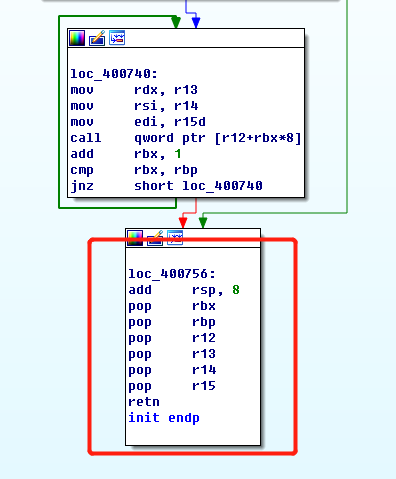 loc_400740:
mov rdx, r13
mov rsi, r14
mov edi, r15d
call qword ptr [r12+rbx*8]
add rbx, 1
cmp rbx, rbp
jnz short loc_400740
loc_400756:
add rsp, 8
pop rbx
pop rbp
pop r12
pop r13
pop r14
pop r15
retn
init endp